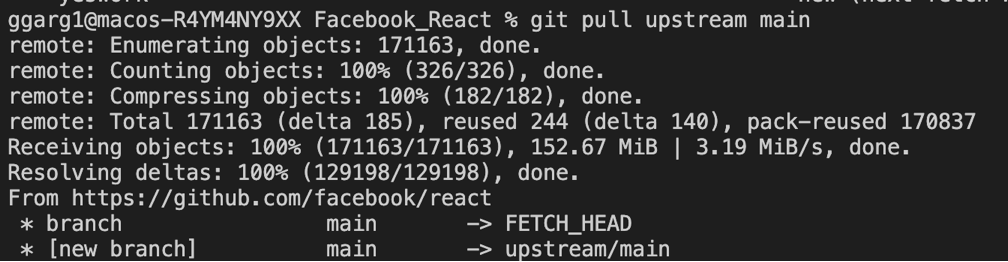 ggarg1@macos-R4YM4NY9XX Facebook_React % git pull upstream main
remote: Enumerating objects: 171163, done.
remote: Counting objects: 100% (326/326), done.
remote: Compressing objects: 100% (182/182), done.
remote: Total 171163 (delta 185), reused 244 (delta 140), pack-reused 170837
Receiving objects: 100% (171163/171163), 152.67 MiB | 3.19 MiB/s, done.
Resolving deltas: 100% (129198/129198), done.
From https://github.com/facebook/react
 * branch            main       -> FETCH_HEAD
 * [new branch]      main       -> upstream/main